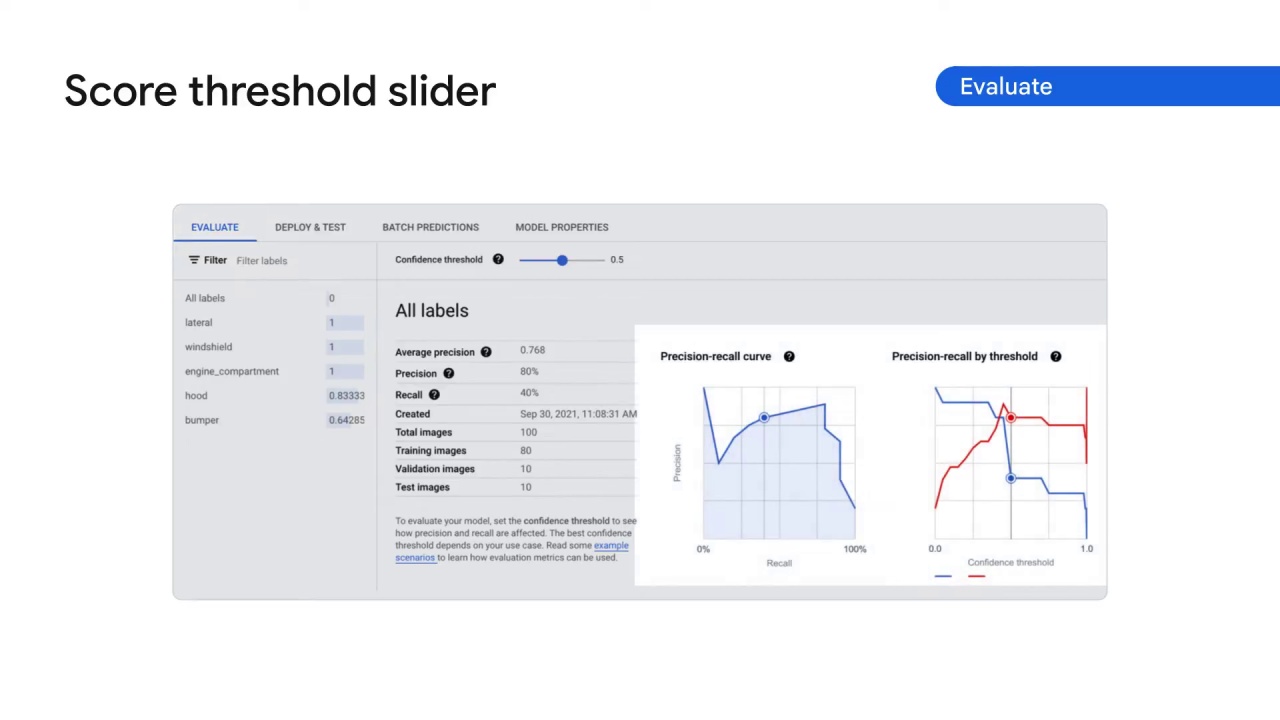 Score threshold slider
Evaluate
EVALUATE
DEPLOY & TEST
BATCH PREDICTIONS
MODEL PROPERTIES
Filter Filter labels
Confidence threshold ? 0.5
All labels 0
lateral 1
windshield 1
engine_compartment 1
hood 0.83333
bumper 0.64285
All labels
Average precision ? 0.768
Precision ? 80%
Recall ? 40%
Created Sep 30, 2021, 11:08:31 AM
Total images 100
Training images 80
Validation images 10
Test images 10
To evaluate your model, set the confidence threshold to see
how precision and recall are affected. The best confidence
threshold depends on your use case. Read some example
scenarios to learn how evaluation metrics can be used.
Precision-recall curve ?
Precision
0% 100%
Recall
Precision-recall by threshold ?
0.0 1.0
Confidence threshold